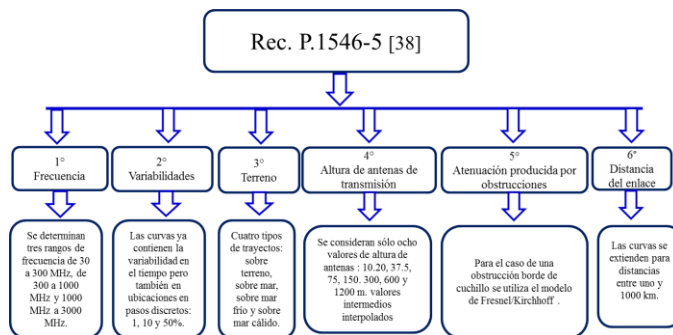 Rec. P.1546-5 [38]
1°
Frecuencia
2°
Variabilidades
3°
Terreno
4°
Altura de antenas de
transmisión
5°
Atenuación producida por
obstrucciones
6°
Distancia
del enlace
Se determinan
tres rangos de
frecuencia de 30
a 300 MHz, de
300 a 1000
MHz y 1000
MHz a 3000
MHz.
Las curvas ya
contienen la
variabilidad en
el tiempo pero
también en
ubicaciones en
pasos discretos:
1, 10 y 50%.
Cuatro tipos de
trayectos:
sobre
terreno,
sobre mar,
sobre mar
frío y sobre
mar cálido.
Se consideran sólo ocho
valores de altura de
antenas : 10.20, 37.5,
75, 150. 300, 600 y
1200 m. valores
intermedios
interpolados
Para el caso de una
obstrucción borde de
cuchillo se utiliza el modelo
de Fresnel/Kirchhoff .
Las curvas se
extienden para
distancias
entre uno y
1000 km.